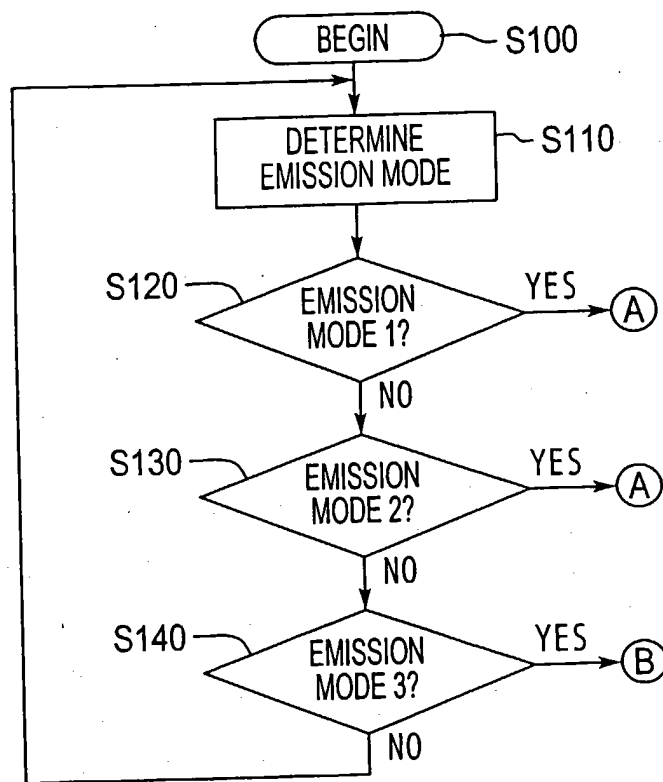 BEGIN
S100
DETERMINE
EMISSION MODE
S110
S120
EMISSION
MODE 1?
YES
A
NO
S130
EMISSION
MODE 2?
YES
A
NO
S140
EMISSION
MODE 3?
YES
B
NO